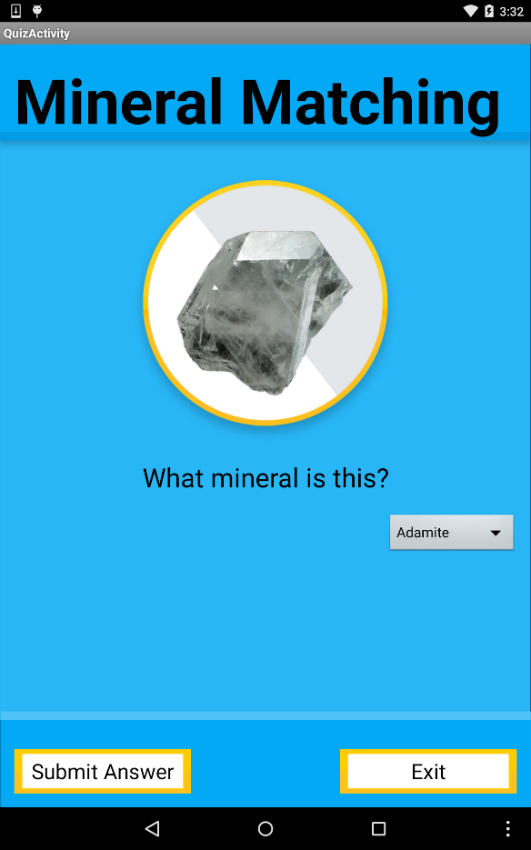 3:32
QuizActivity
Mineral Matching
What mineral is this?
Adamite
Submit Answer
Exit